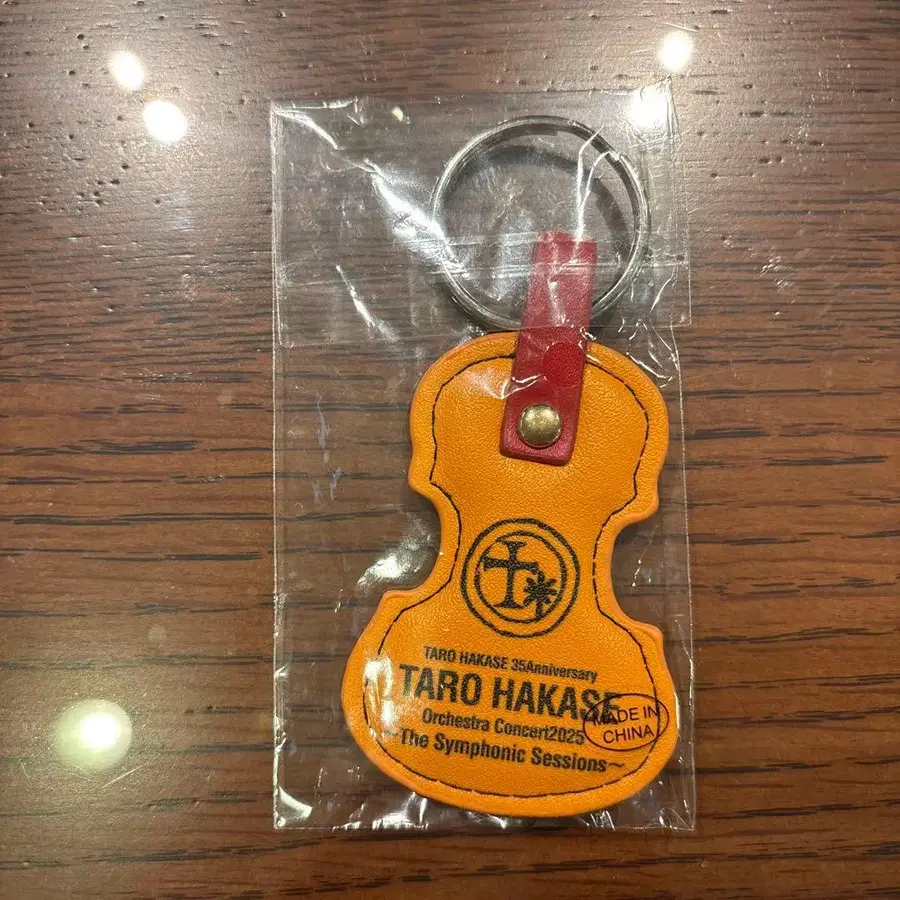 TARO HAKASE 35Anniversary
TARO HAKASE
Orchestra Concert2025
~The Symphonic Sessions~
MADE IN
CHINA